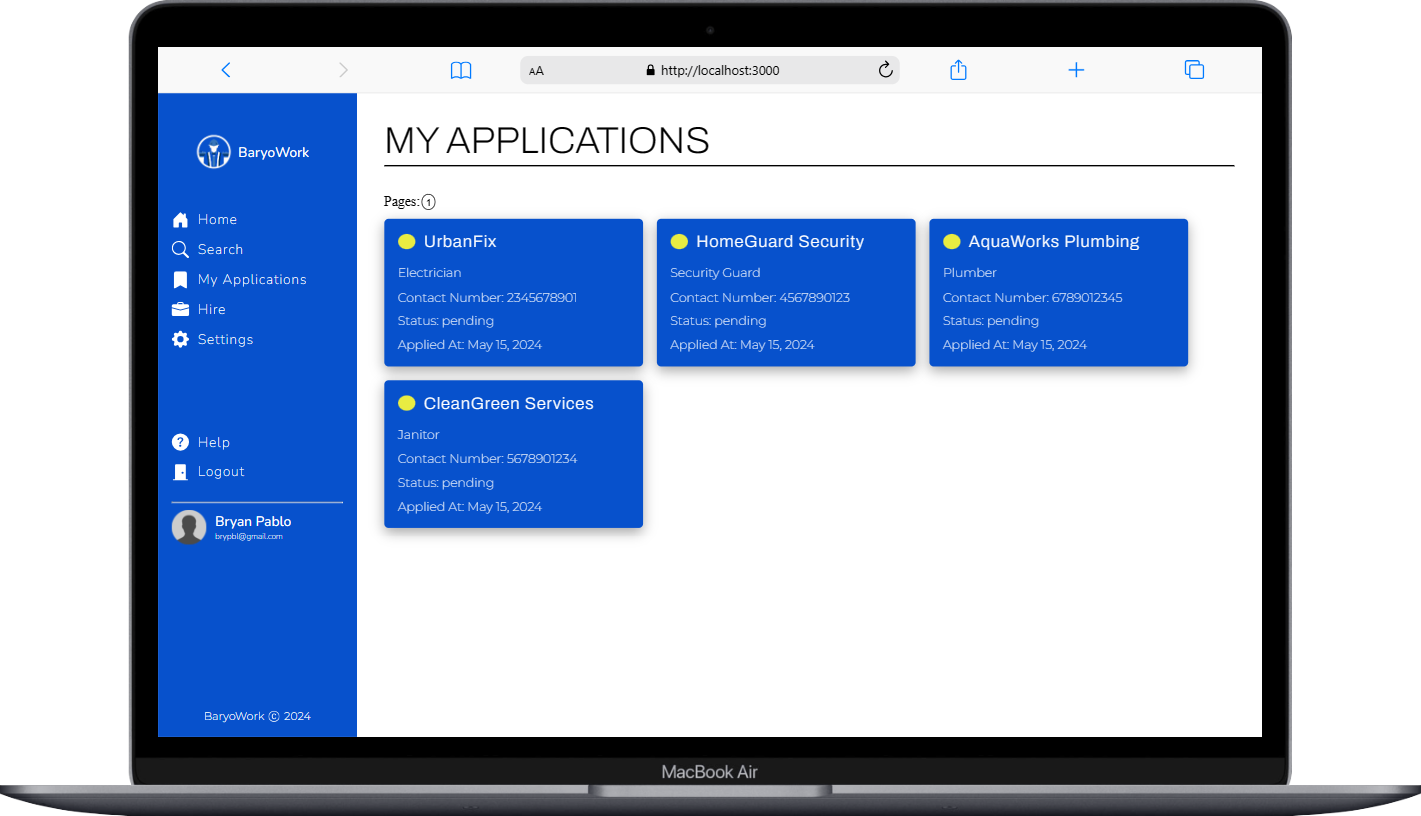 AA
http://localhost:3000
BaryoWork
Home
Search
My Applications
Hire
Settings
?
Help
Logout
Bryan Pablo
brypbl@gmail.com
BaryoWork © 2024
MY APPLICATIONS
Pages: 1
UrbanFix
Electrician
Contact Number: 2345678901
Status: pending
Applied At: May 15, 2024
HomeGuard Security
Security Guard
Contact Number: 4567890123
Status: pending
Applied At: May 15, 2024
AquaWorks Plumbing
Plumber
Contact Number: 6789012345
Status: pending
Applied At: May 15, 2024
CleanGreen Services
Janitor
Contact Number: 5678901234
Status: pending
Applied At: May 15, 2024
MacBook Air